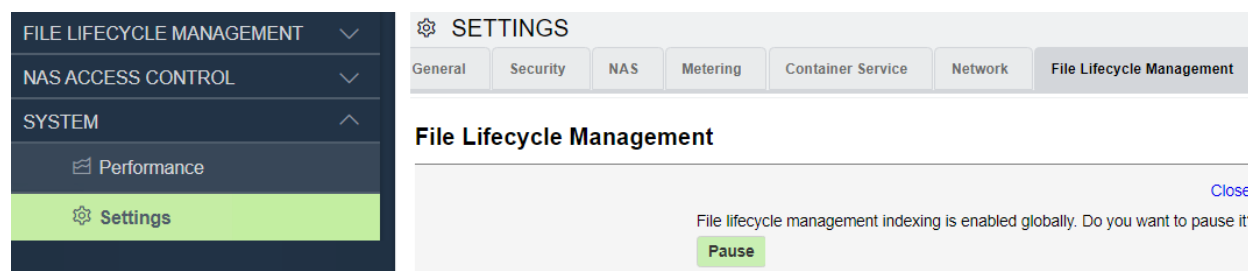 FILE LIFECYCLE MANAGEMENT
NAS ACCESS CONTROL
SYSTEM
Performance
Settings
SETTINGS
General Security NAS Metering Container Service Network File Lifecycle Management
File Lifecycle Management
Close
File lifecycle management indexing is enabled globally. Do you want to pause it?
Pause